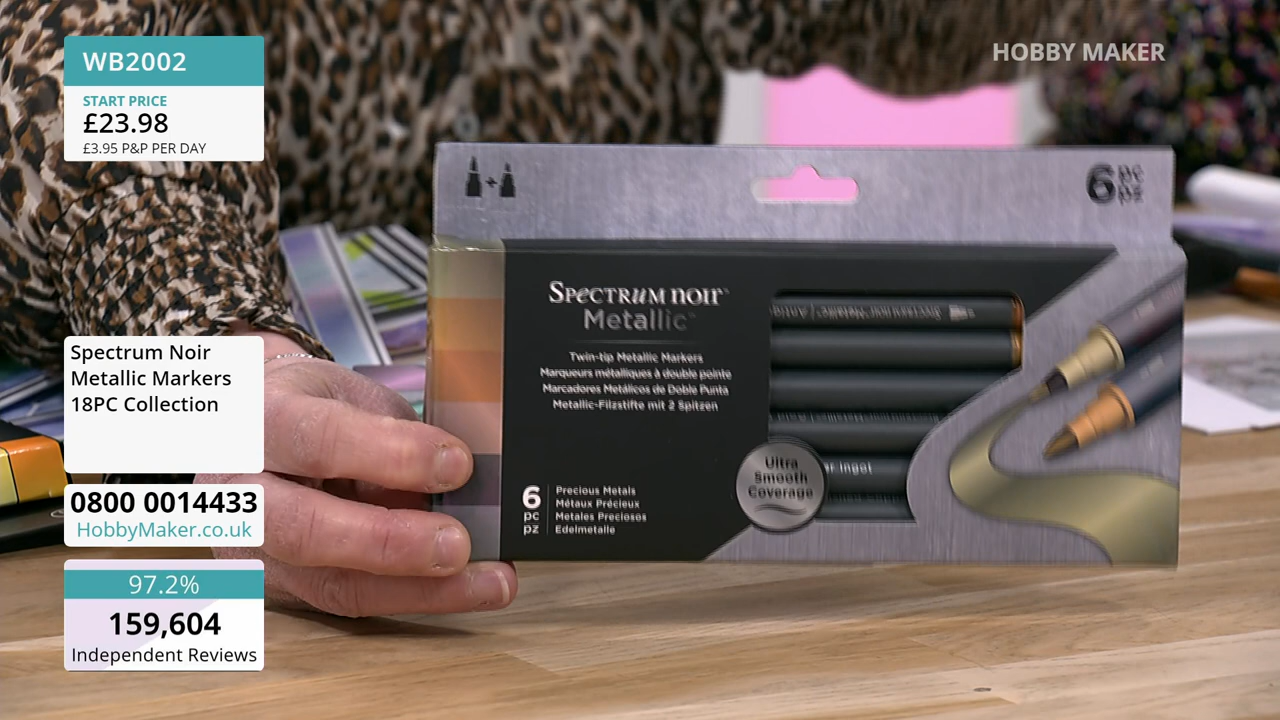 WB2002
START PRICE
£23.98
£3.95 P&P PER DAY
Spectrum Noir
Metallic Markers
18PC Collection
0800 0014433
HobbyMaker.co.uk
97.2%
159,604
Independent Reviews
HOBBY MAKER
6 pc
pz
SPECTRUM NOIR
Metallic
Twin-tip Metallic Markers
Marqueurs métalliques à double pointe
Marcadores Metálicos de Doble Punta
Metallic-Filzstifte mit 2 Spitzen
Ultra
Smooth
Coverage
6
pc
pz
Precious Metals
Métaux Précieux
Metales Preciosos
Edelmetalle